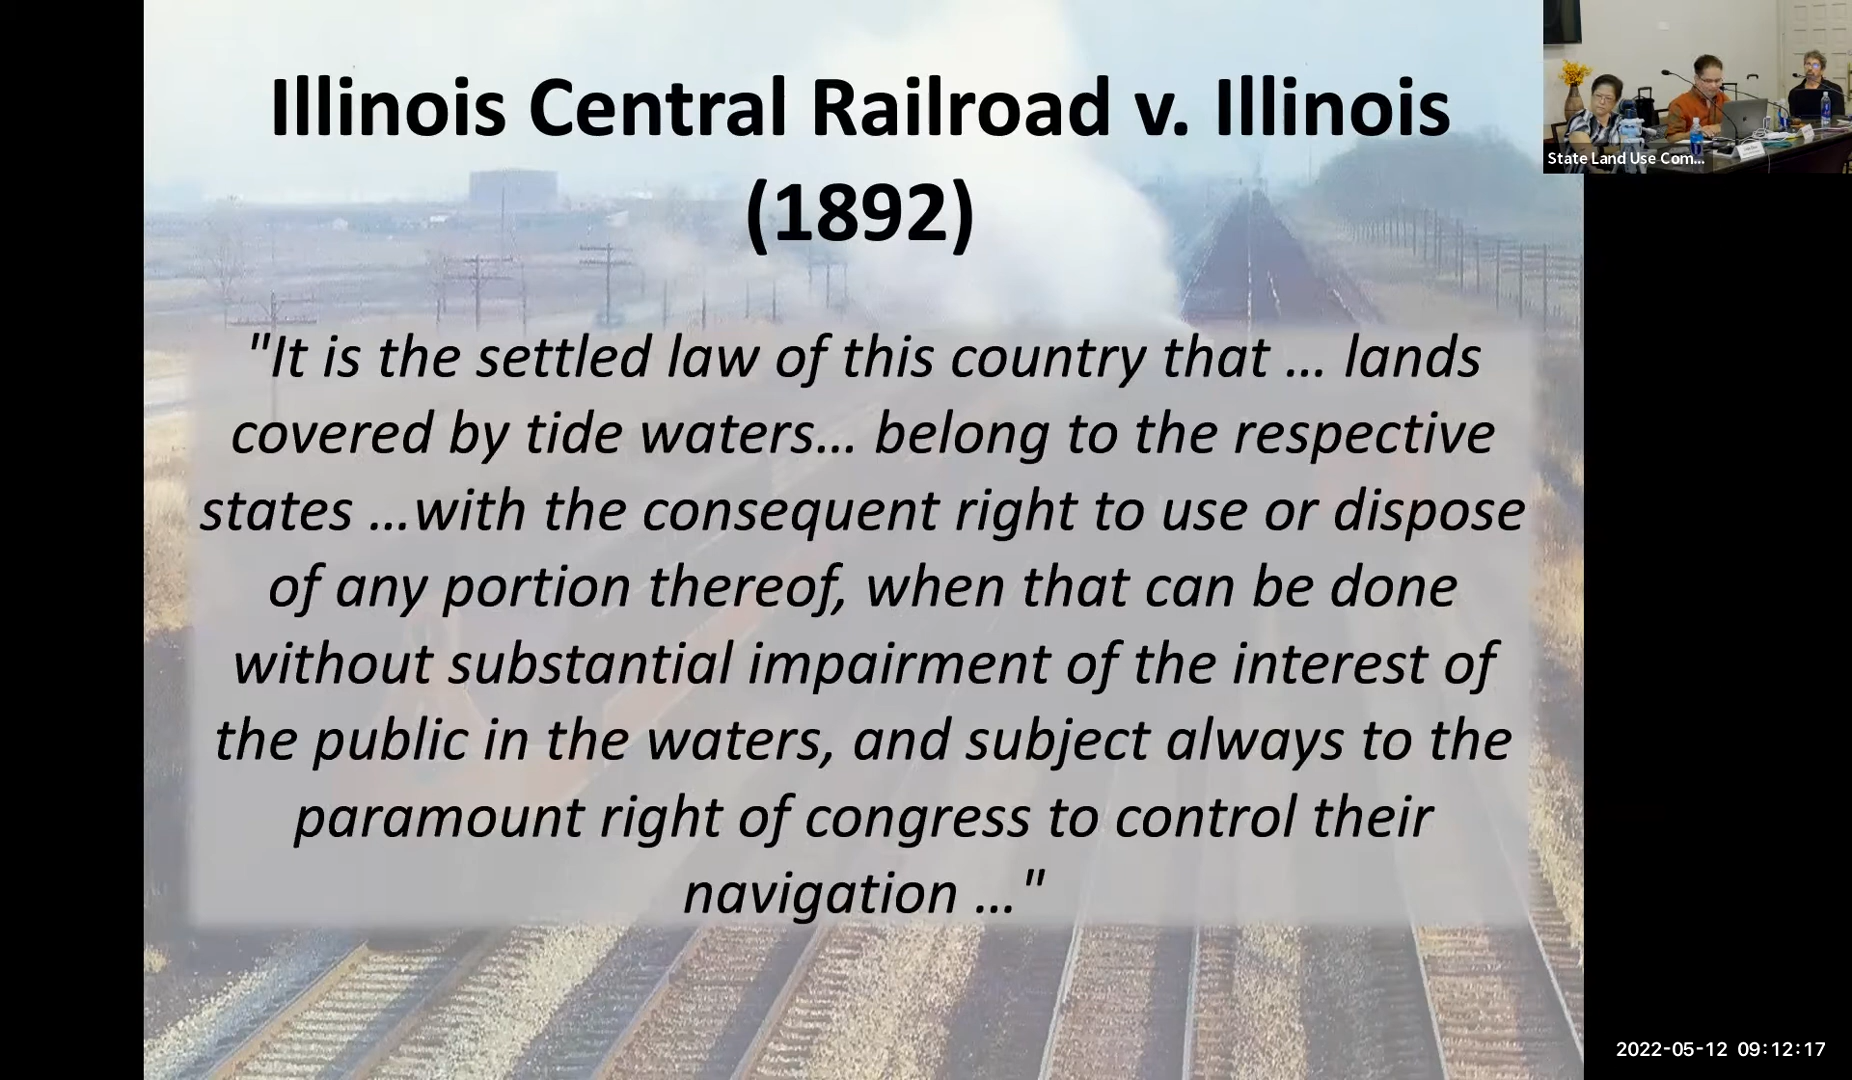 Illinois Central Railroad v. Illinois
(1892)
"It is the settled law of this country that … lands
covered by tide waters… belong to the respective
states …with the consequent right to use or dispose
of any portion thereof, when that can be done
without substantial impairment of the interest of
the public in the waters, and subject always to the
paramount right of congress to control their
navigation …"
State Land Use Com...
2022-05-12 09:12:17